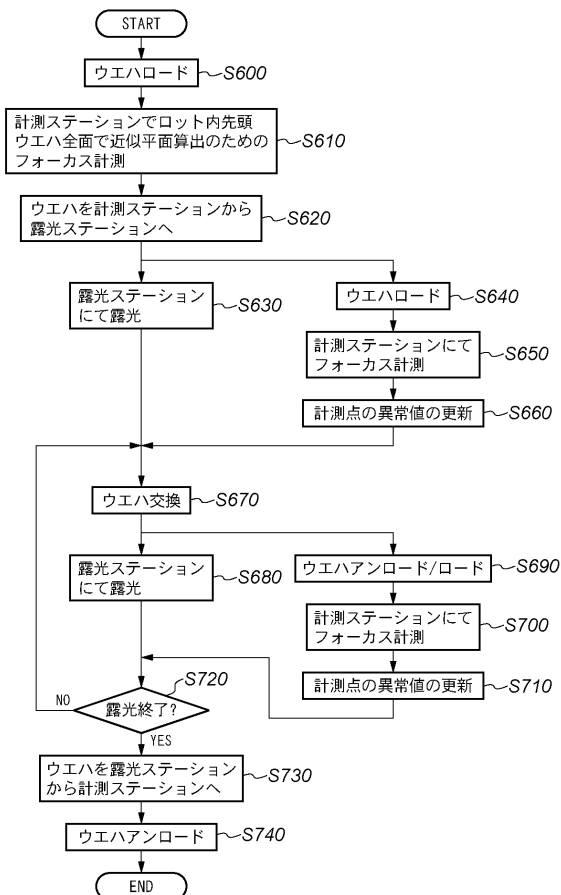 START
ウエハロード
S600
計測ステーションでロット内先頭
ウエハ全面で近似平面算出のための
フォーカス計測
S610
ウエハを計測ステーションから
露光ステーションへ
S620
露光ステーション
にて露光
S630
ウエハロード
S640
計測ステーションにて
フォーカス計測
S650
計測点の異常値の更新
S660
ウエハ交換
S670
露光ステーション
にて露光
S680
ウエハアンロード/ロード
S690
計測ステーションにて
フォーカス計測
S700
計測点の異常値の更新
S710
S720
NO
露光終了?
YES
ウエハを露光ステーション
から計測ステーションへ
S730
ウエハアンロード
S740
END